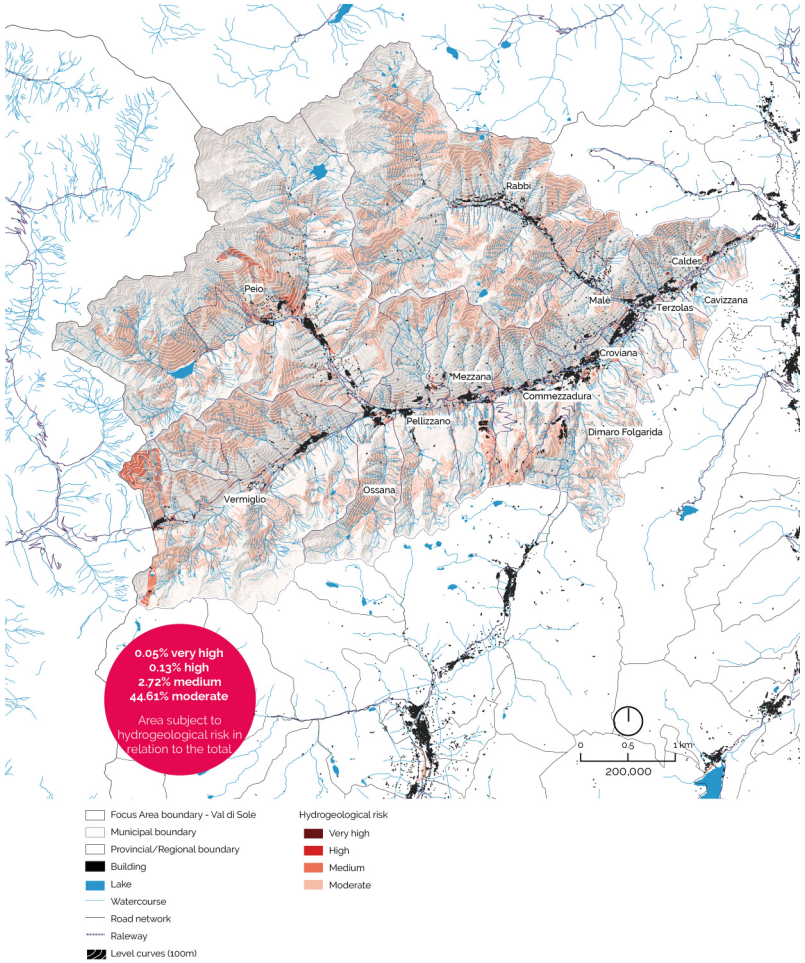 Rabbi
Caldes
Peio
Malé
Cavizzana
Terzolas
Croviana
Mezzana
Commezzadura
Pellizzano
Dimaro Folgarida
Ossana
Vermiglio
0.05% very high
0.13% high
2.72% medium
44.61% moderate
Area subject to
hydrogeological risk in
relation to the total
0 0.5 1 km
200,000
Focus Area boundary - Val di Sole
Municipal boundary
Provincial/Regional boundary
Building
Lake
Watercourse
Road network
Raleway
Level curves (100m)
Hydrogeological risk
Very high
High
Medium
Moderate